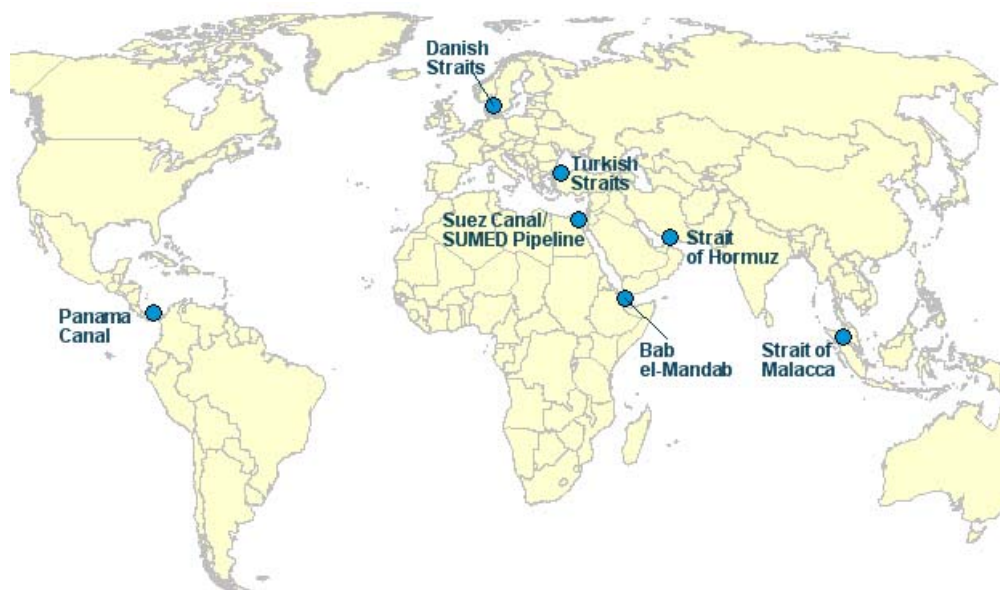 Danish
Straits
Turkish
Straits
Suez Canal/
SUMED Pipeline
Strait
of Hormuz
Panama
Canal
Bab
el-Mandab
Strait of
Malacca